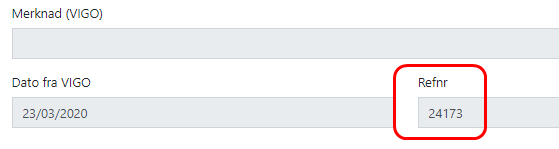 Merknad (VIGO)
Dato fra VIGO
Refnr
23/03/2020
24173